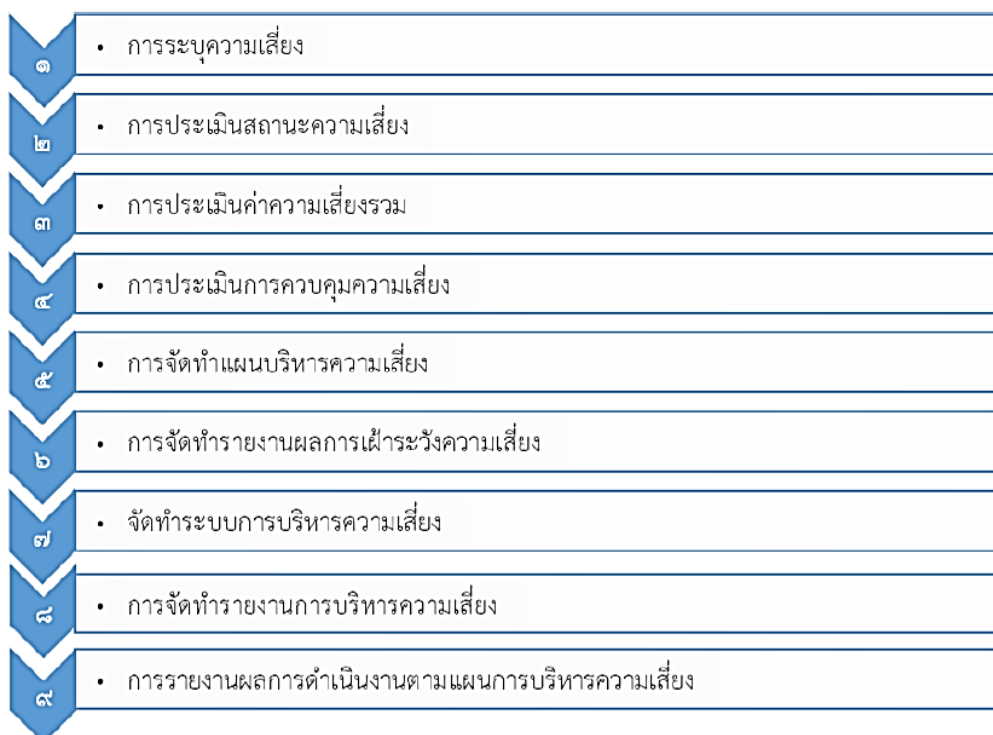 ๑ • การระบุความเสี่ยง
๒ • การประเมินสถานะความเสี่ยง
๓ • การประเมินค่าความเสี่ยงรวม
๔ • การประเมินการควบคุมความเสี่ยง
๕ • การจัดทำแผนบริหารความเสี่ยง
๖ • การจัดทำรายงานผลการเฝ้าระวังความเสี่ยง
๗ • จัดทำระบบการบริหารความเสี่ยง
๘ • การจัดทำรายงานการบริหารความเสี่ยง
๙ • การรายงานผลการดำเนินงานตามแผนการบริหารความเสี่ยง